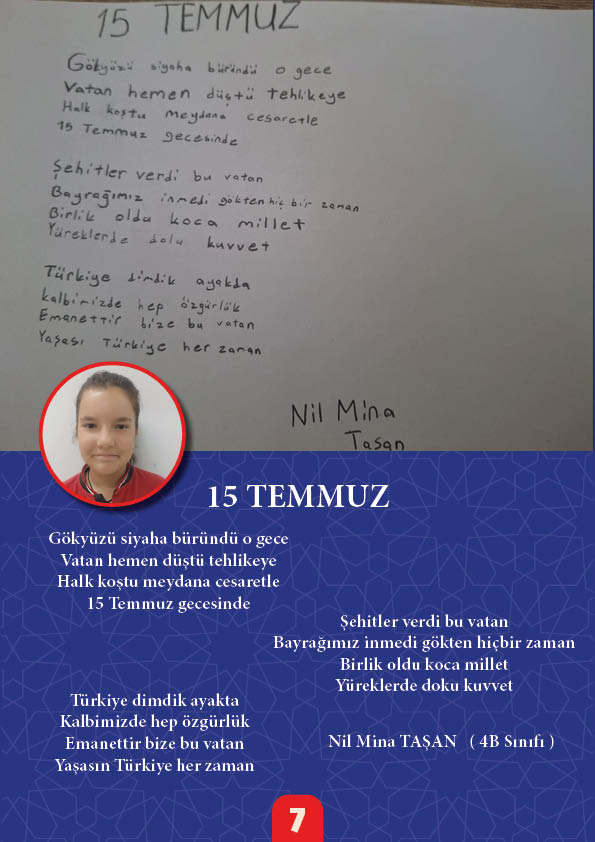 15 TEMMUZ
Gökyüzü siyaha büründü o gece
Vatan hemen düştü tehlikeye
Halk koştu meydana cesaretle
15 Temmuz gecesinde
Şehitler verdi bu vatan
Bayrağımız inmedi gökten hiç bir zaman
Birlik oldu koca millet
Yüreklerde dolu kuvvet
Türkiye dimdik ayakda
kalbimizde hep özgürlük
Emanettir bize bu vatan
Yaşası Türkiye her zaman
Nil Mina
Taşan
15 TEMMUZ
Gökyüzü siyaha büründü o gece
Vatan hemen düştü tehlikeye
Halk koştu meydana cesaretle
15 Temmuz gecesinde
Şehitler verdi bu vatan
Bayrağımız inmedi gökten hiçbir zaman
Birlik oldu koca millet
Yüreklerde doku kuvvet
Türkiye dimdik ayakta
Kalbimizde hep özgürlük
Emanettir bize bu vatan
Yaşasın Türkiye her zaman
Nil Mina TAŞAN ( 4B Sınıfı )
7